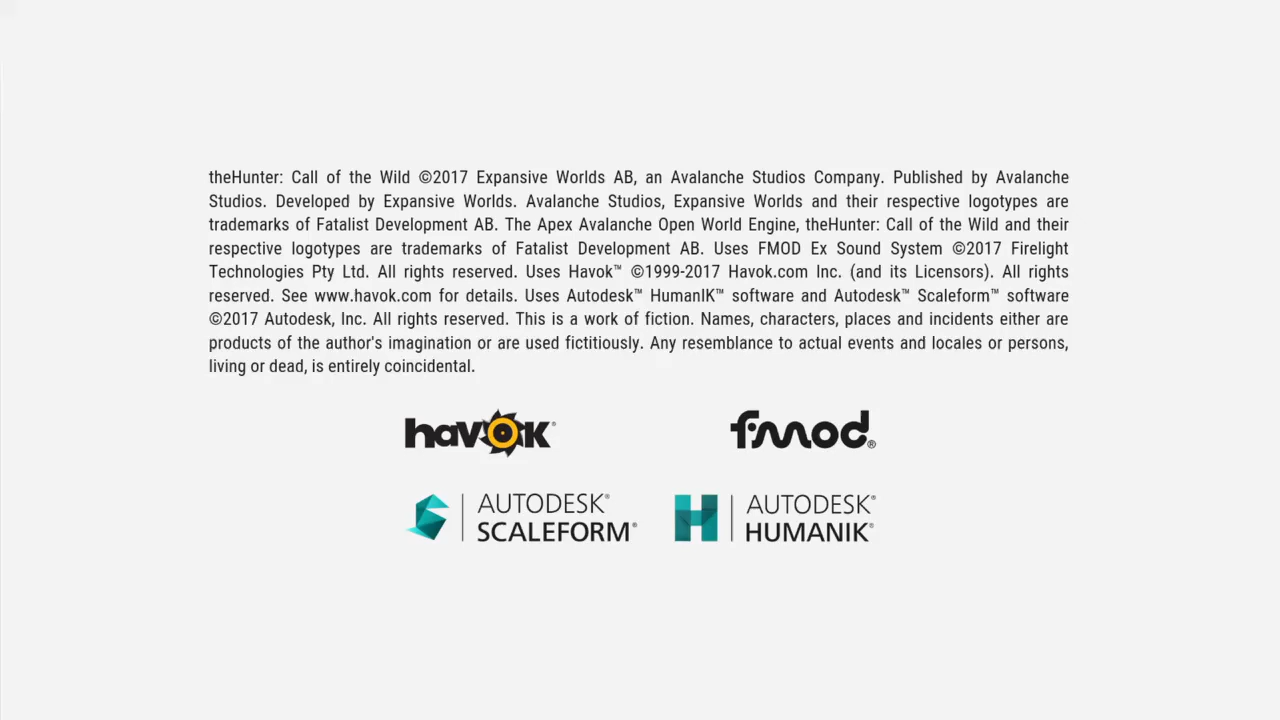 theHunter: Call of the Wild ©2017 Expansive Worlds AB, an Avalanche Studios Company. Published by Avalanche
Studios. Developed by Expansive Worlds. Avalanche Studios, Expansive Worlds and their respective logotypes are
trademarks of Fatalist Development AB. The Apex Avalanche Open World Engine, theHunter: Call of the Wild and their
respective logotypes are trademarks of Fatalist Development AB. Uses FMOD Ex Sound System ©2017 Firelight
Technologies Pty Ltd. All rights reserved. Uses Havok™ ©1999-2017 Havok.com Inc. (and its Licensors). All rights
reserved. See www.havok.com for details. Uses Autodesk™ HumanIK™ software and Autodesk™ Scaleform™ software
©2017 Autodesk, Inc. All rights reserved. This is a work of fiction. Names, characters, places and incidents either are
products of the author's imagination or are used fictitiously. Any resemblance to actual events and locales or persons,
living or dead, is entirely coincidental.
havok®
fmod®
AUTODESK®
SCALEFORM®
AUTODESK®
HUMANIK®